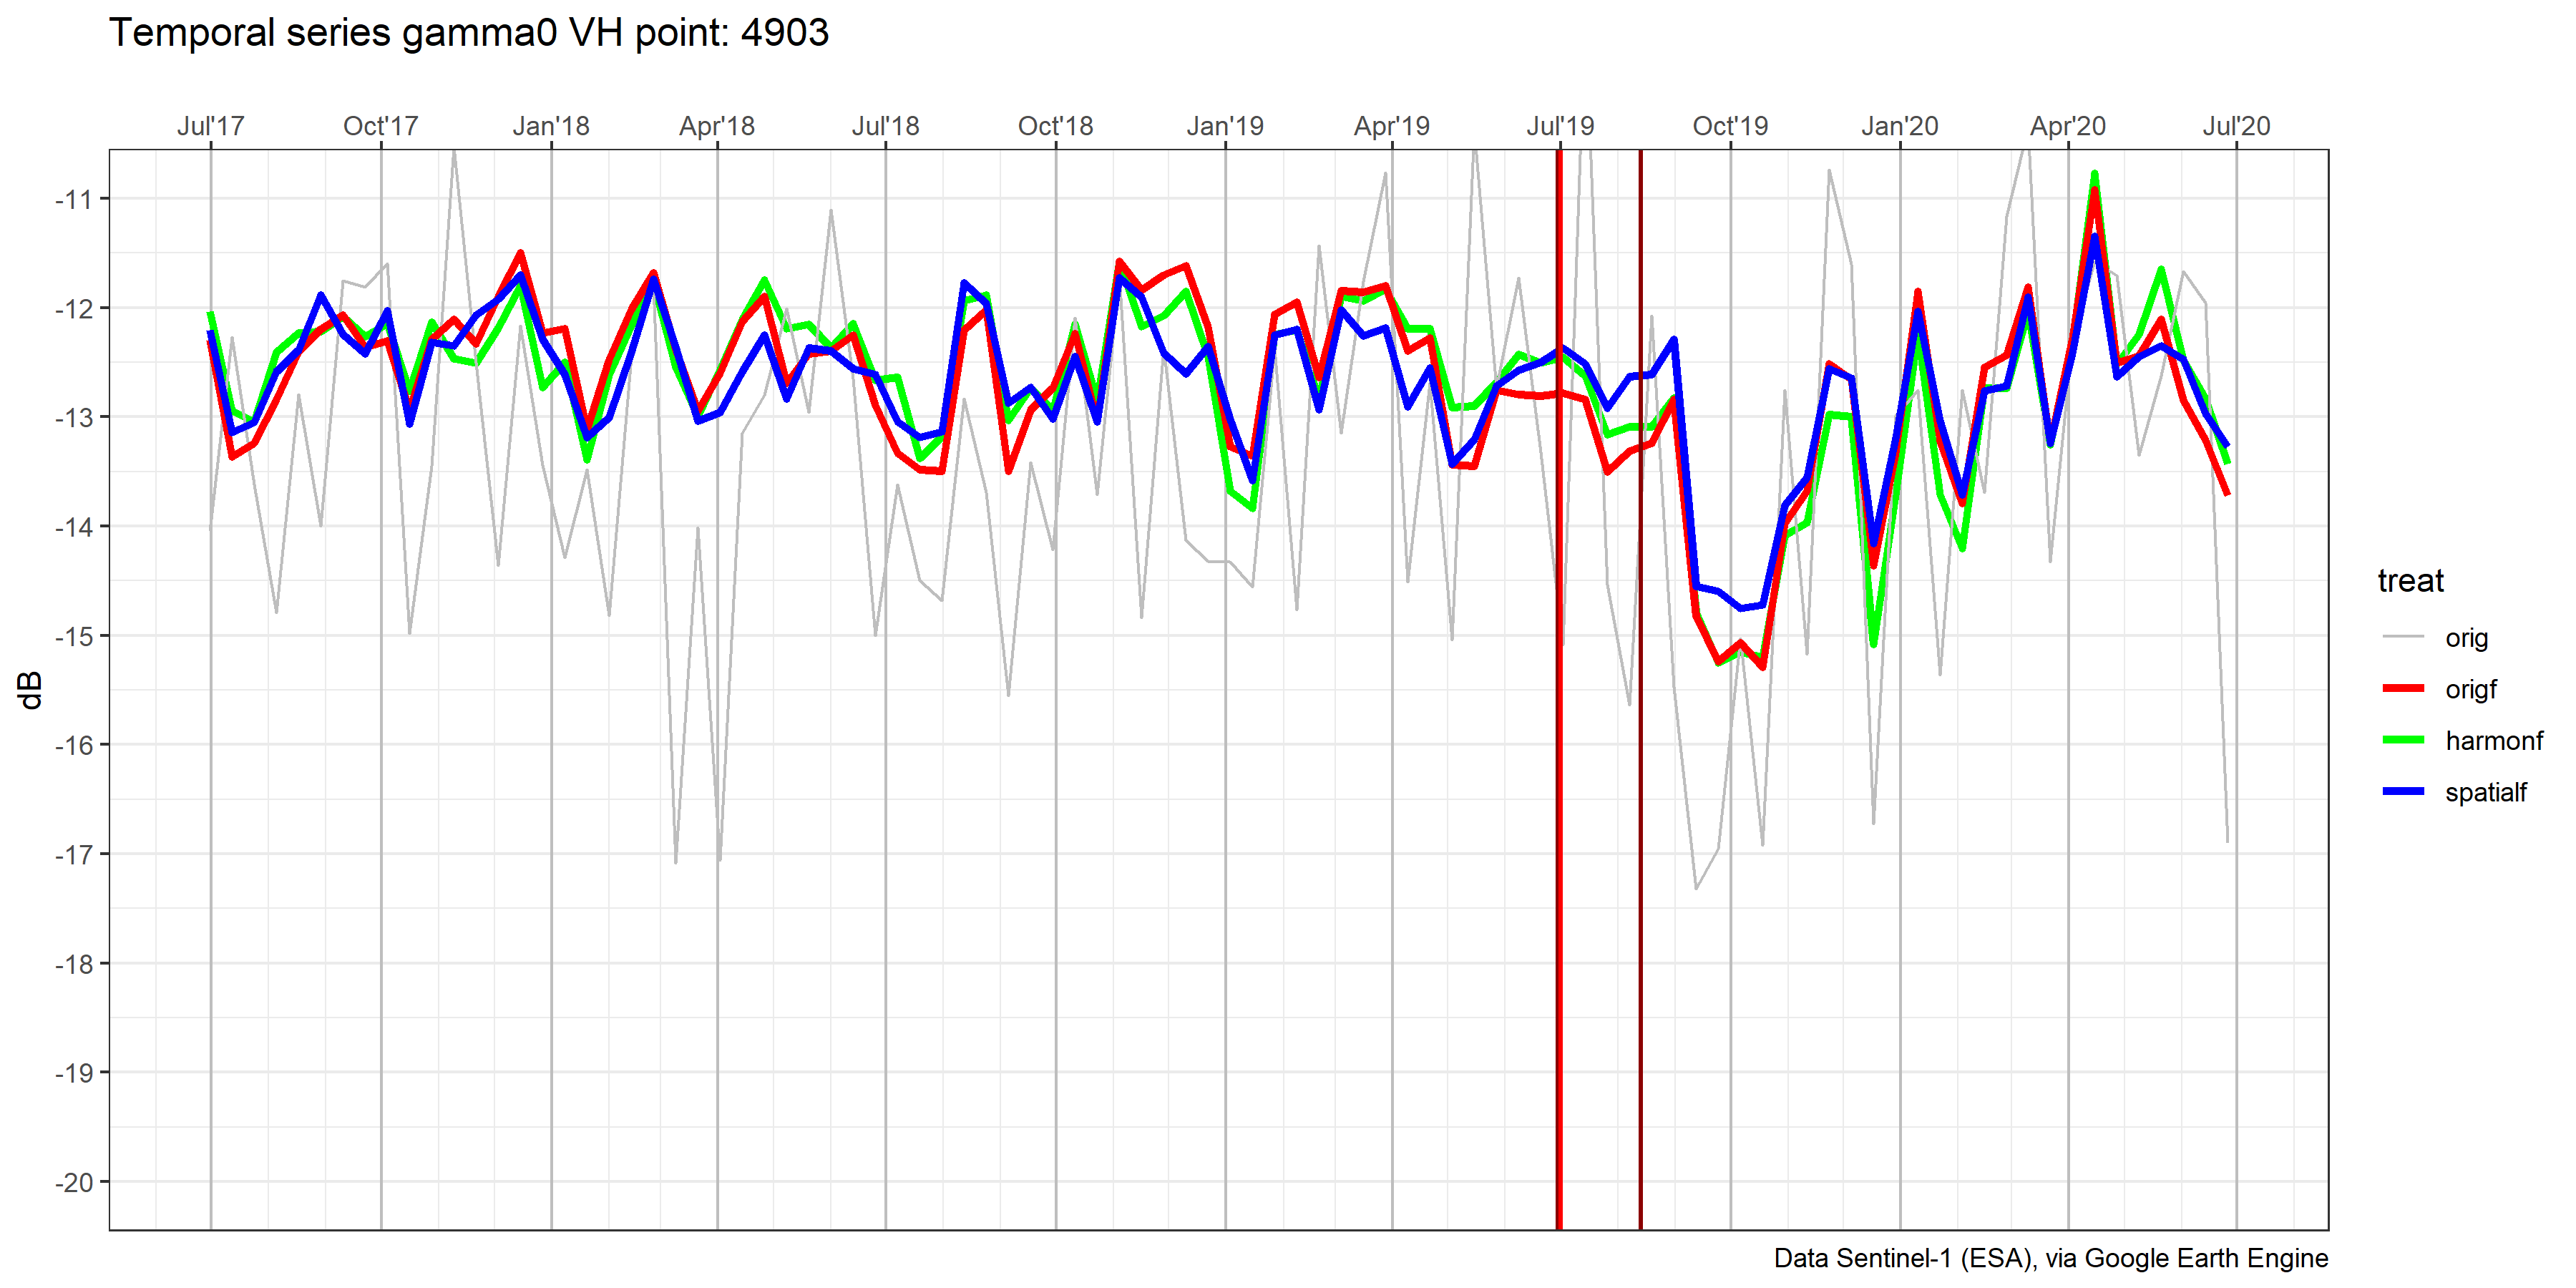 Temporal series gamma0 VH point: 4903
Jul'17 Oct'17 Jan'18 Apr'18 Jul'18 Oct'18 Jan'19 Apr'19 Jul'19 Oct'19 Jan'20 Apr'20 Jul'20
-11
-12
-13
-14
-15
-16
-17
-18
-19
-20
dB
treat
orig
origf
harmonf
spatialf
Data Sentinel-1 (ESA), via Google Earth Engine